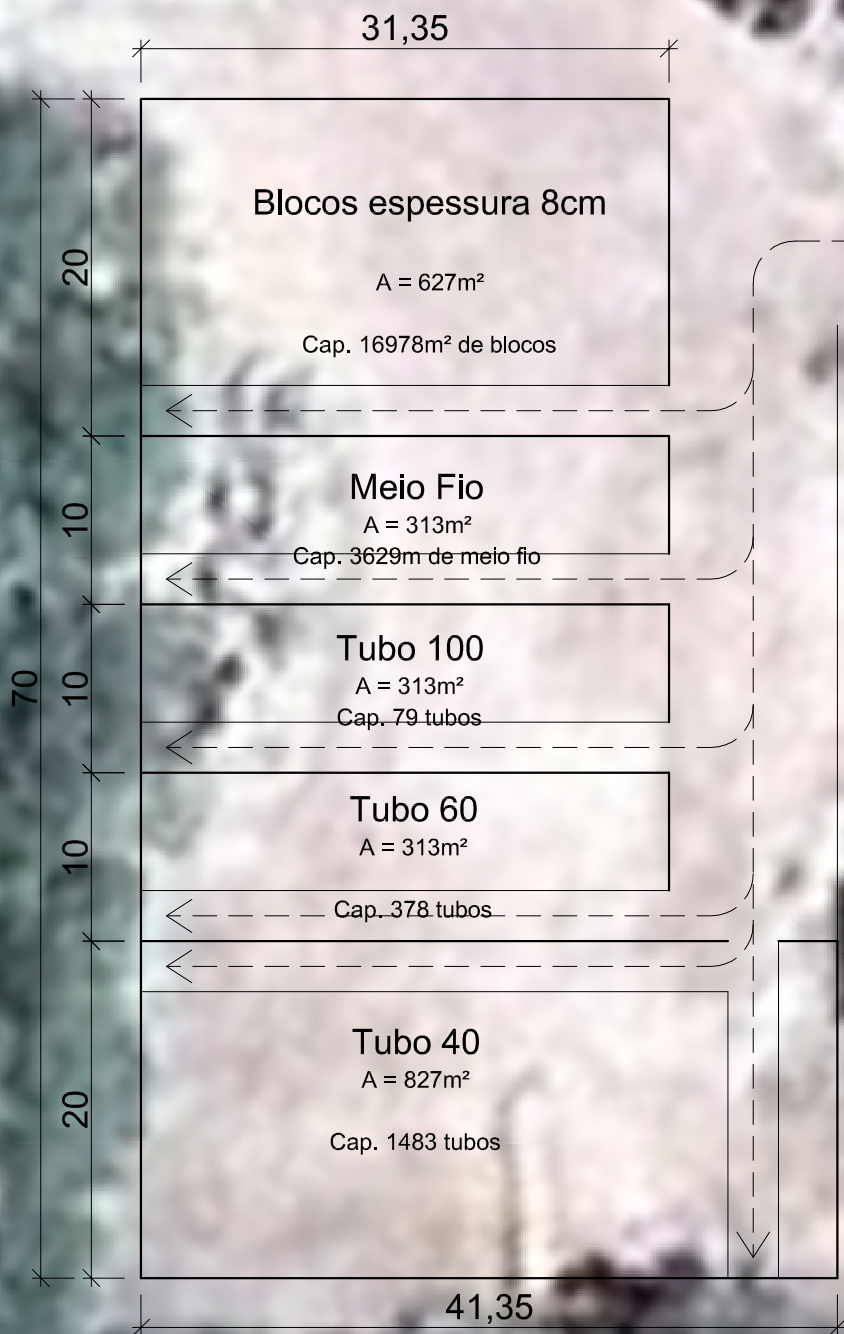 31,35
Blocos espessura 8cm
20
A = 627m²
Cap. 16978m² de blocos
Meio Fio
10
A = 313m²
Cap. 3629m de meio fio
Tubo 100
70
10
A = 313m²
Cap. 79 tubos
Tubo 60
10
A = 313m²
Cap. 378 tubos
Tubo 40
20
A = 827m²
Cap. 1483 tubos
41,35